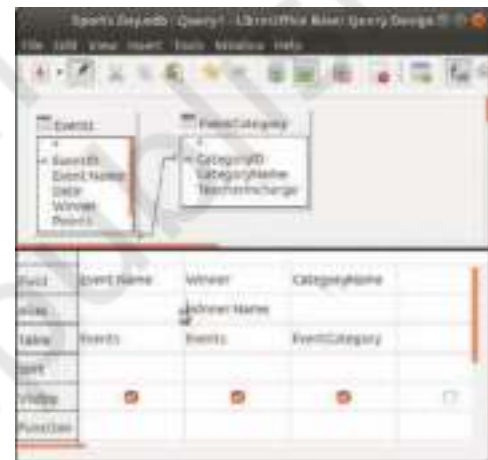 Sports Day.odb : Query1 - LibreOffice Base: Query Design
File Edit View Insert Tools Window Help
Events
*
EventID
Event Name
Date
Winner
Points
EventCategory
*
CategoryID
CategoryName
TeacherIncharge
Field Event Name Winner CategoryName
Alias Winner Name
Table Events Events EventCategory
Sort
Visible
Function